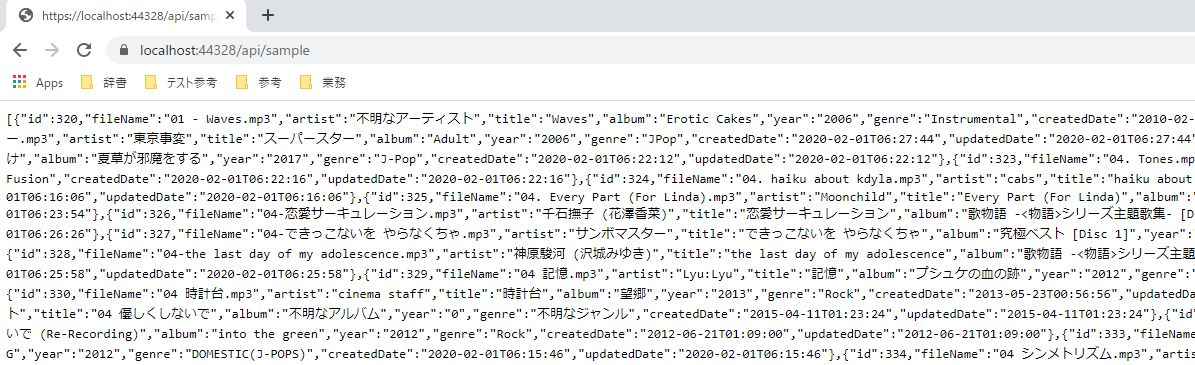 https://localhost:44328/api/samp
localhost:44328/api/sample
Apps 辞書 テスト参考 参考 業務
[{"id":320,"fileName":"01 - Waves.mp3","artist":"不明なアーティスト","title":"Waves","album":"Erotic Cakes","year":"2006","genre":"Instrumental","createdDate":"2010-02-
ー.mp3","artist":"東京事変","title":"スーパースター","album":"Adult","year":"2006","genre":"JPop","createdDate":"2020-02-01T06:27:44","updatedDate":"2020-02-01T06:27:44"
け","album":"夏草が邪魔をする","year":"2017","genre":"J-Pop","createdDate":"2020-02-01T06:22:12","updatedDate":"2020-02-01T06:22:12"},{"id":323,"fileName":"04. Tones.mp
Fusion","createdDate":"2020-02-01T06:22:16","updatedDate":"2020-02-01T06:22:16"},{"id":324,"fileName":"04. haiku about kdyla.mp3","artist":"cabs","title":"haiku about
01T06:16:06","updatedDate":"2020-02-01T06:16:06"},{"id":325,"fileName":"04. Every Part (For Linda).mp3","artist":"Moonchild","title":"Every Part (For Linda)","album":"
01T06:23:54"},{"id":326,"fileName":"04-恋愛サーキュレーション.mp3","artist":"千石撫子 (花澤香菜)","title":"恋愛サーキュレーション","album":"歌物語 -<物語>シリーズ主題歌集- [D
01T06:26:26"},{"id":327,"fileName":"04-できっこないを やらなくちゃ.mp3","artist":"サンボマスター","title":"できっこないを やらなくちゃ","album":"究極ベスト [Disc 1]","year":
{"id":328,"fileName":"04-the last day of my adolescence.mp3","artist":"神原駿河 (沢城みゆき)","title":"the last day of my adolescence","album":"歌物語 -<物語>シリーズ主題
01T06:25:58","updatedDate":"2020-02-01T06:25:58"},{"id":329,"fileName":"04 記憶.mp3","artist":"Lyu:Lyu","title":"記憶","album":"プシュケの血の跡","year":"2012","genre":"
{"id":330,"fileName":"04 時計台.mp3","artist":"cinema staff","title":"時計台","album":"望郷","year":"2013","genre":"Rock","createdDate":"2013-05-23T00:56:56","updatedDa
ト","title":"04 優しくしないで","album":"不明なアルバム","year":"0","genre":"不明なジャンル","createdDate":"2015-04-11T01:23:24","updatedDate":"2015-04-11T01:23:24"},{"id"
いで (Re-Recording)","album":"into the green","year":"2012","genre":"Rock","createdDate":"2012-06-21T01:09:00","updatedDate":"2012-06-21T01:09:00"},{"id":333,"fileNam
G","year":"2012","genre":"DOMESTIC(J-POPS)","createdDate":"2020-02-01T06:15:46","updatedDate":"2020-02-01T06:15:46"},{"id":334,"fileName":"04 シンメトリズム.mp3","artis